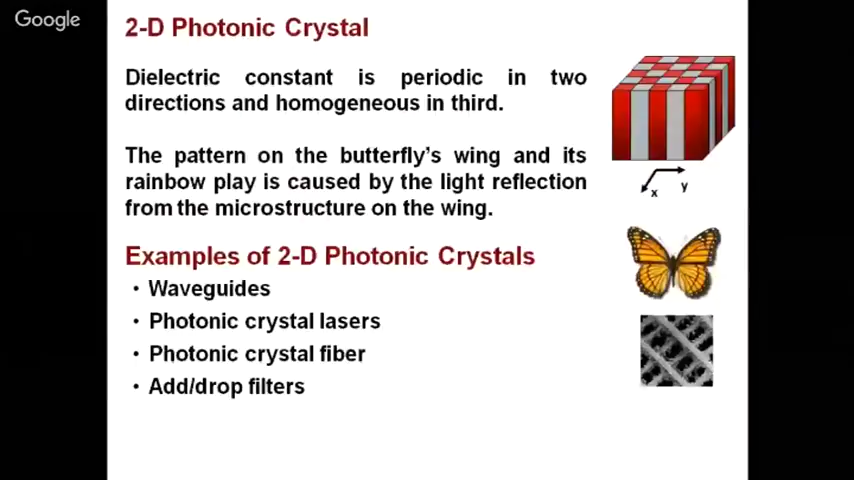 Google
2-D Photonic Crystal
Dielectric constant is periodic in two
directions and homogeneous in third.
The pattern on the butterfly's wing and its
rainbow play is caused by the light reflection
from the microstructure on the wing.
x y
Examples of 2-D Photonic Crystals
• Waveguides
• Photonic crystal lasers
• Photonic crystal fiber
• Add/drop filters